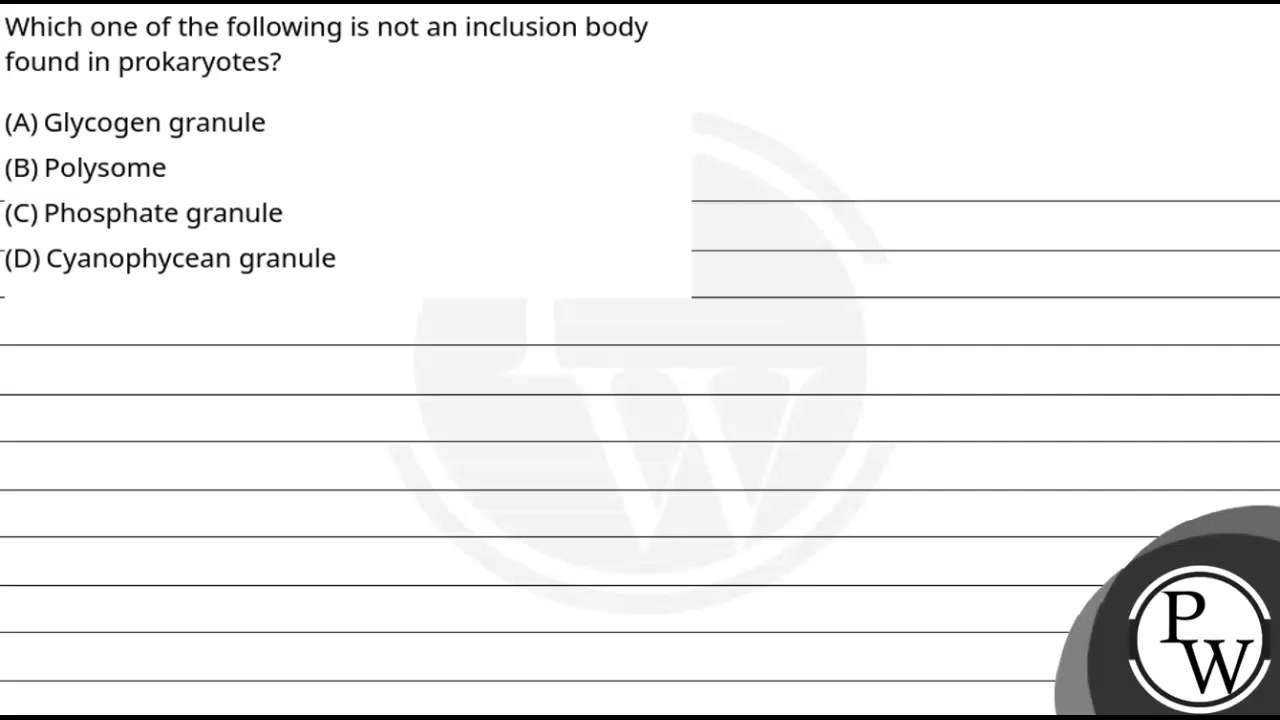 Which one of the following is not an inclusion body
found in prokaryotes?
(A) Glycogen granule
(B) Polysome
(C) Phosphate granule
(D) Cyanophycean granule
P
W